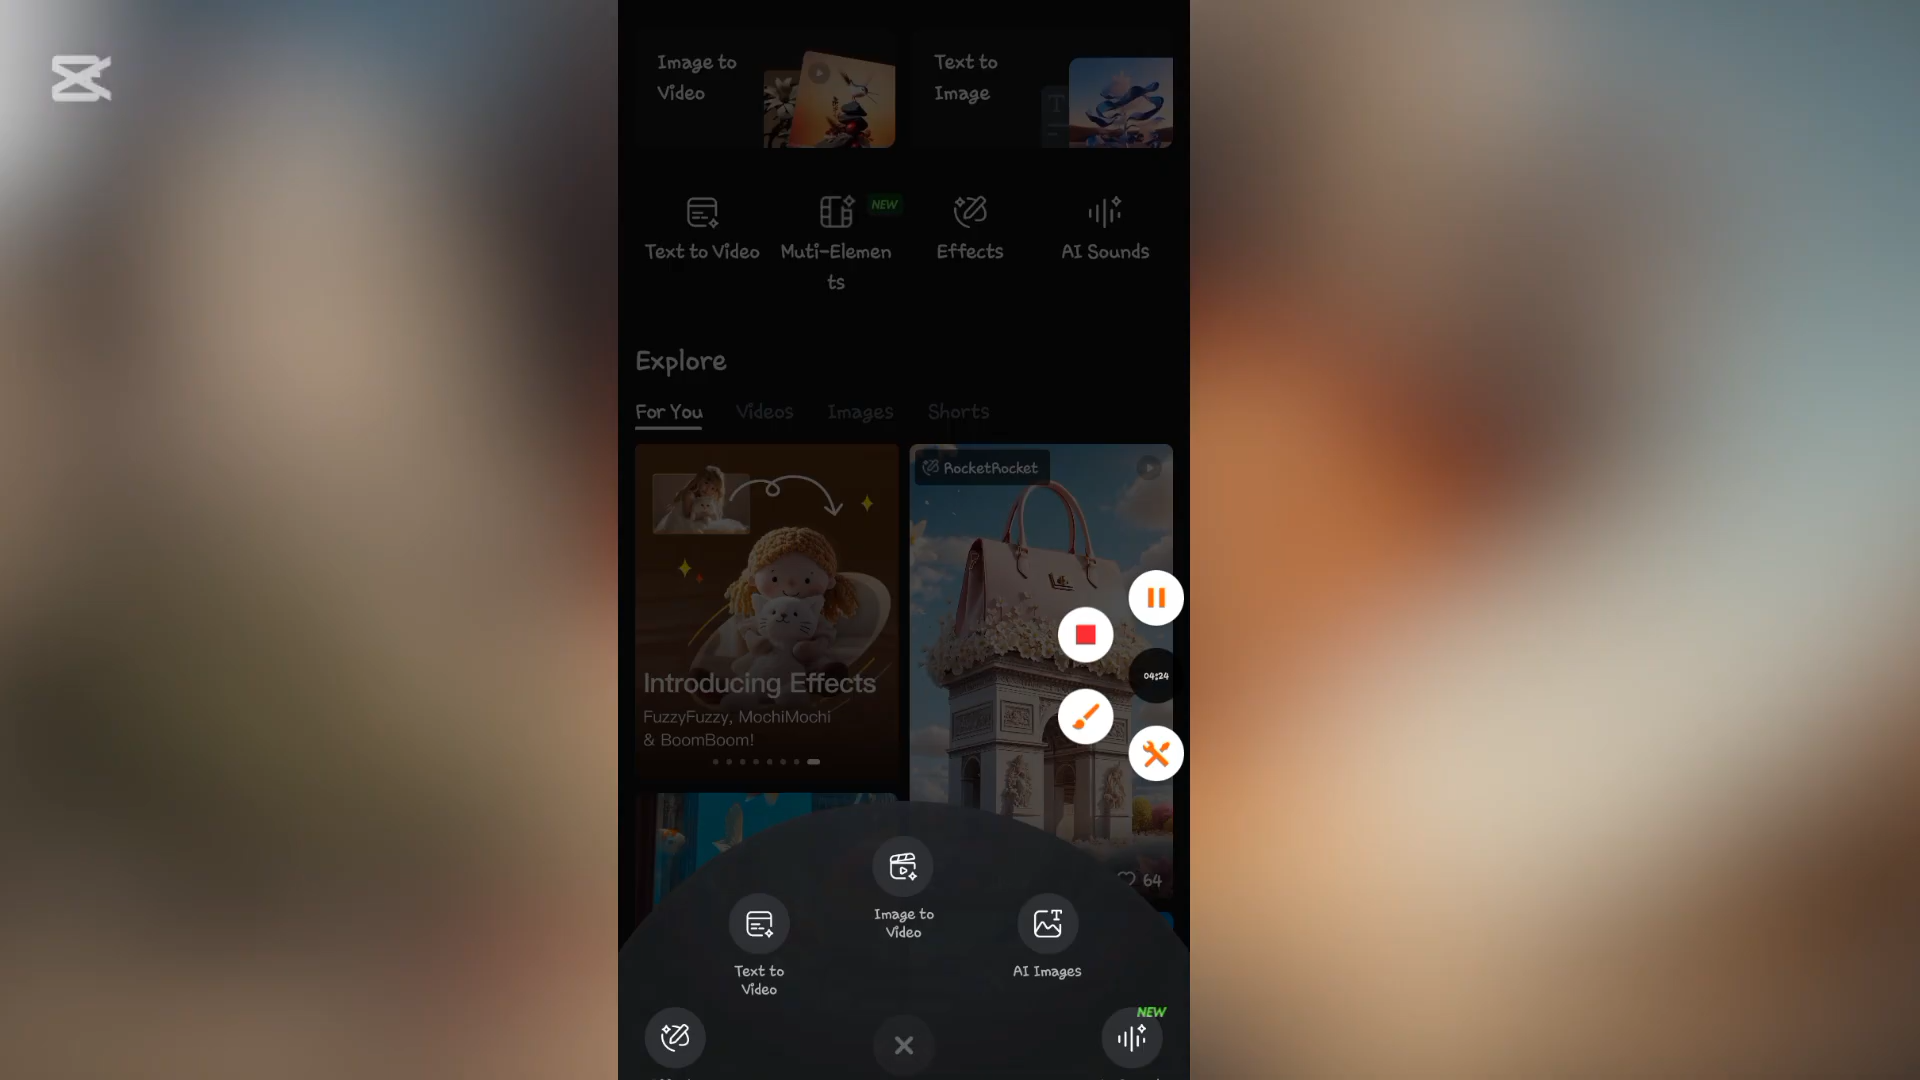 Image to
Video
Text to
Image
T
NEW
Text to Video
Muti-Elemen
ts
Effects
AI Sounds
Explore
For You
Videos
Images
Shorts
RocketRocket
Introducing Effects
FuzzyFuzzy, MochiMochi
& BoomBoom!
04:24
64
Image to
Video
Text to
Video
AI Images
NEW